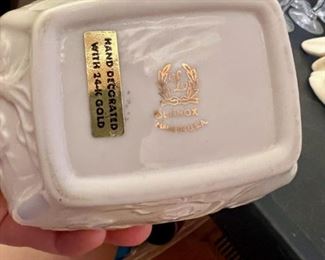 HAND DECORATED
WITH 24-K GOLD
L
LENOX